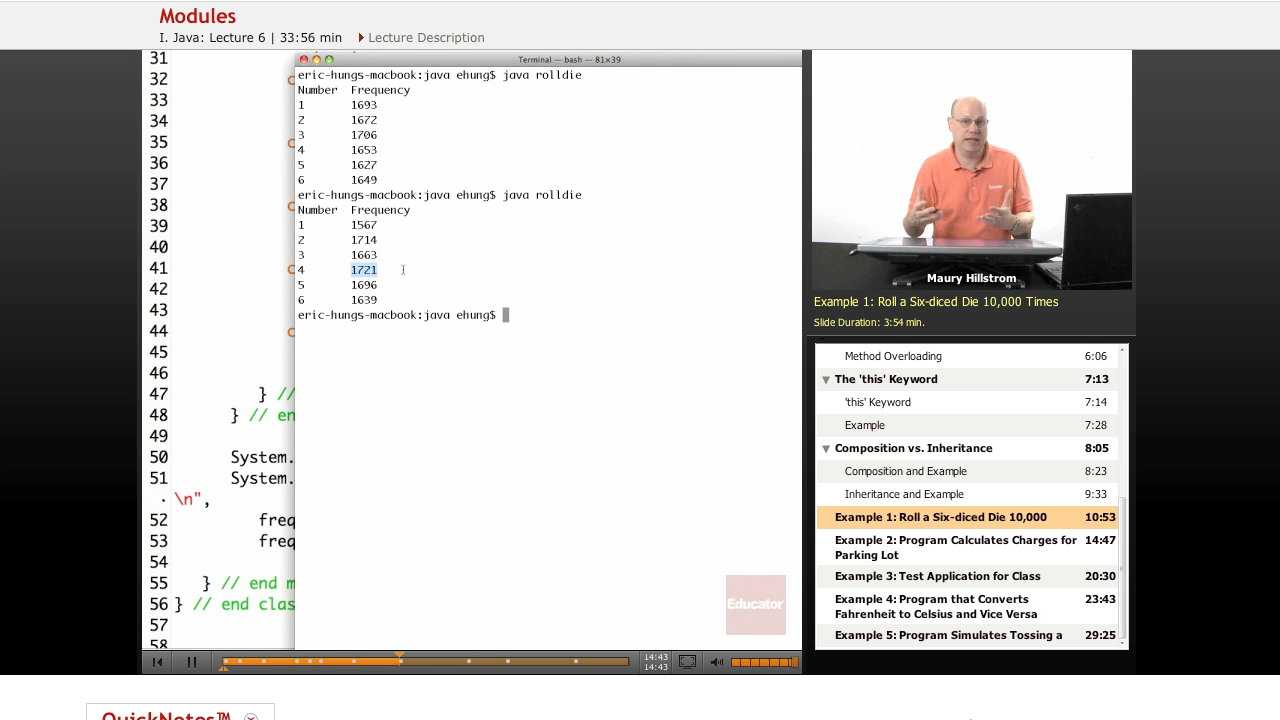 Modules
I. Java: Lecture 6 | 33:56 min
Lecture Description
31
32
33
34
35
36
37
38
39
40
41
42
43
44
45
46
47 } //
48 } // en
49
50 System.
51 System.
\n",
52 freq
53 freq
54
55 } // end m
56 } // end clas
57
58
Terminal — bash — 81×39
eric-hungs-macbook:java ehung$ java rolldie
Number Frequency
1 1693
2 1672
3 1706
4 1653
5 1627
6 1649
eric-hungs-macbook:java ehung$ java rolldie
Number Frequency
1 1567
2 1714
3 1663
4 1721
5 1696
6 1639
eric-hungs-macbook:java ehung$
Educator
Maury Hillstrom
Example 1: Roll a Six-diced Die 10,000 Times
Slide Duration: 3:54 min.
Method Overloading 6:06
The 'this' Keyword 7:13
'this' Keyword 7:14
Example 7:28
Composition vs. Inheritance 8:05
Composition and Example 8:23
Inheritance and Example 9:33
Example 1: Roll a Six-diced Die 10,000 10:53
Example 2: Program Calculates Charges for 14:47
Parking Lot
Example 3: Test Application for Class 20:30
Example 4: Program that Converts 23:43
Fahrenheit to Celsius and Vice Versa
Example 5: Program Simulates Tossing a 29:25
14:43
14:43
QuickNotes™